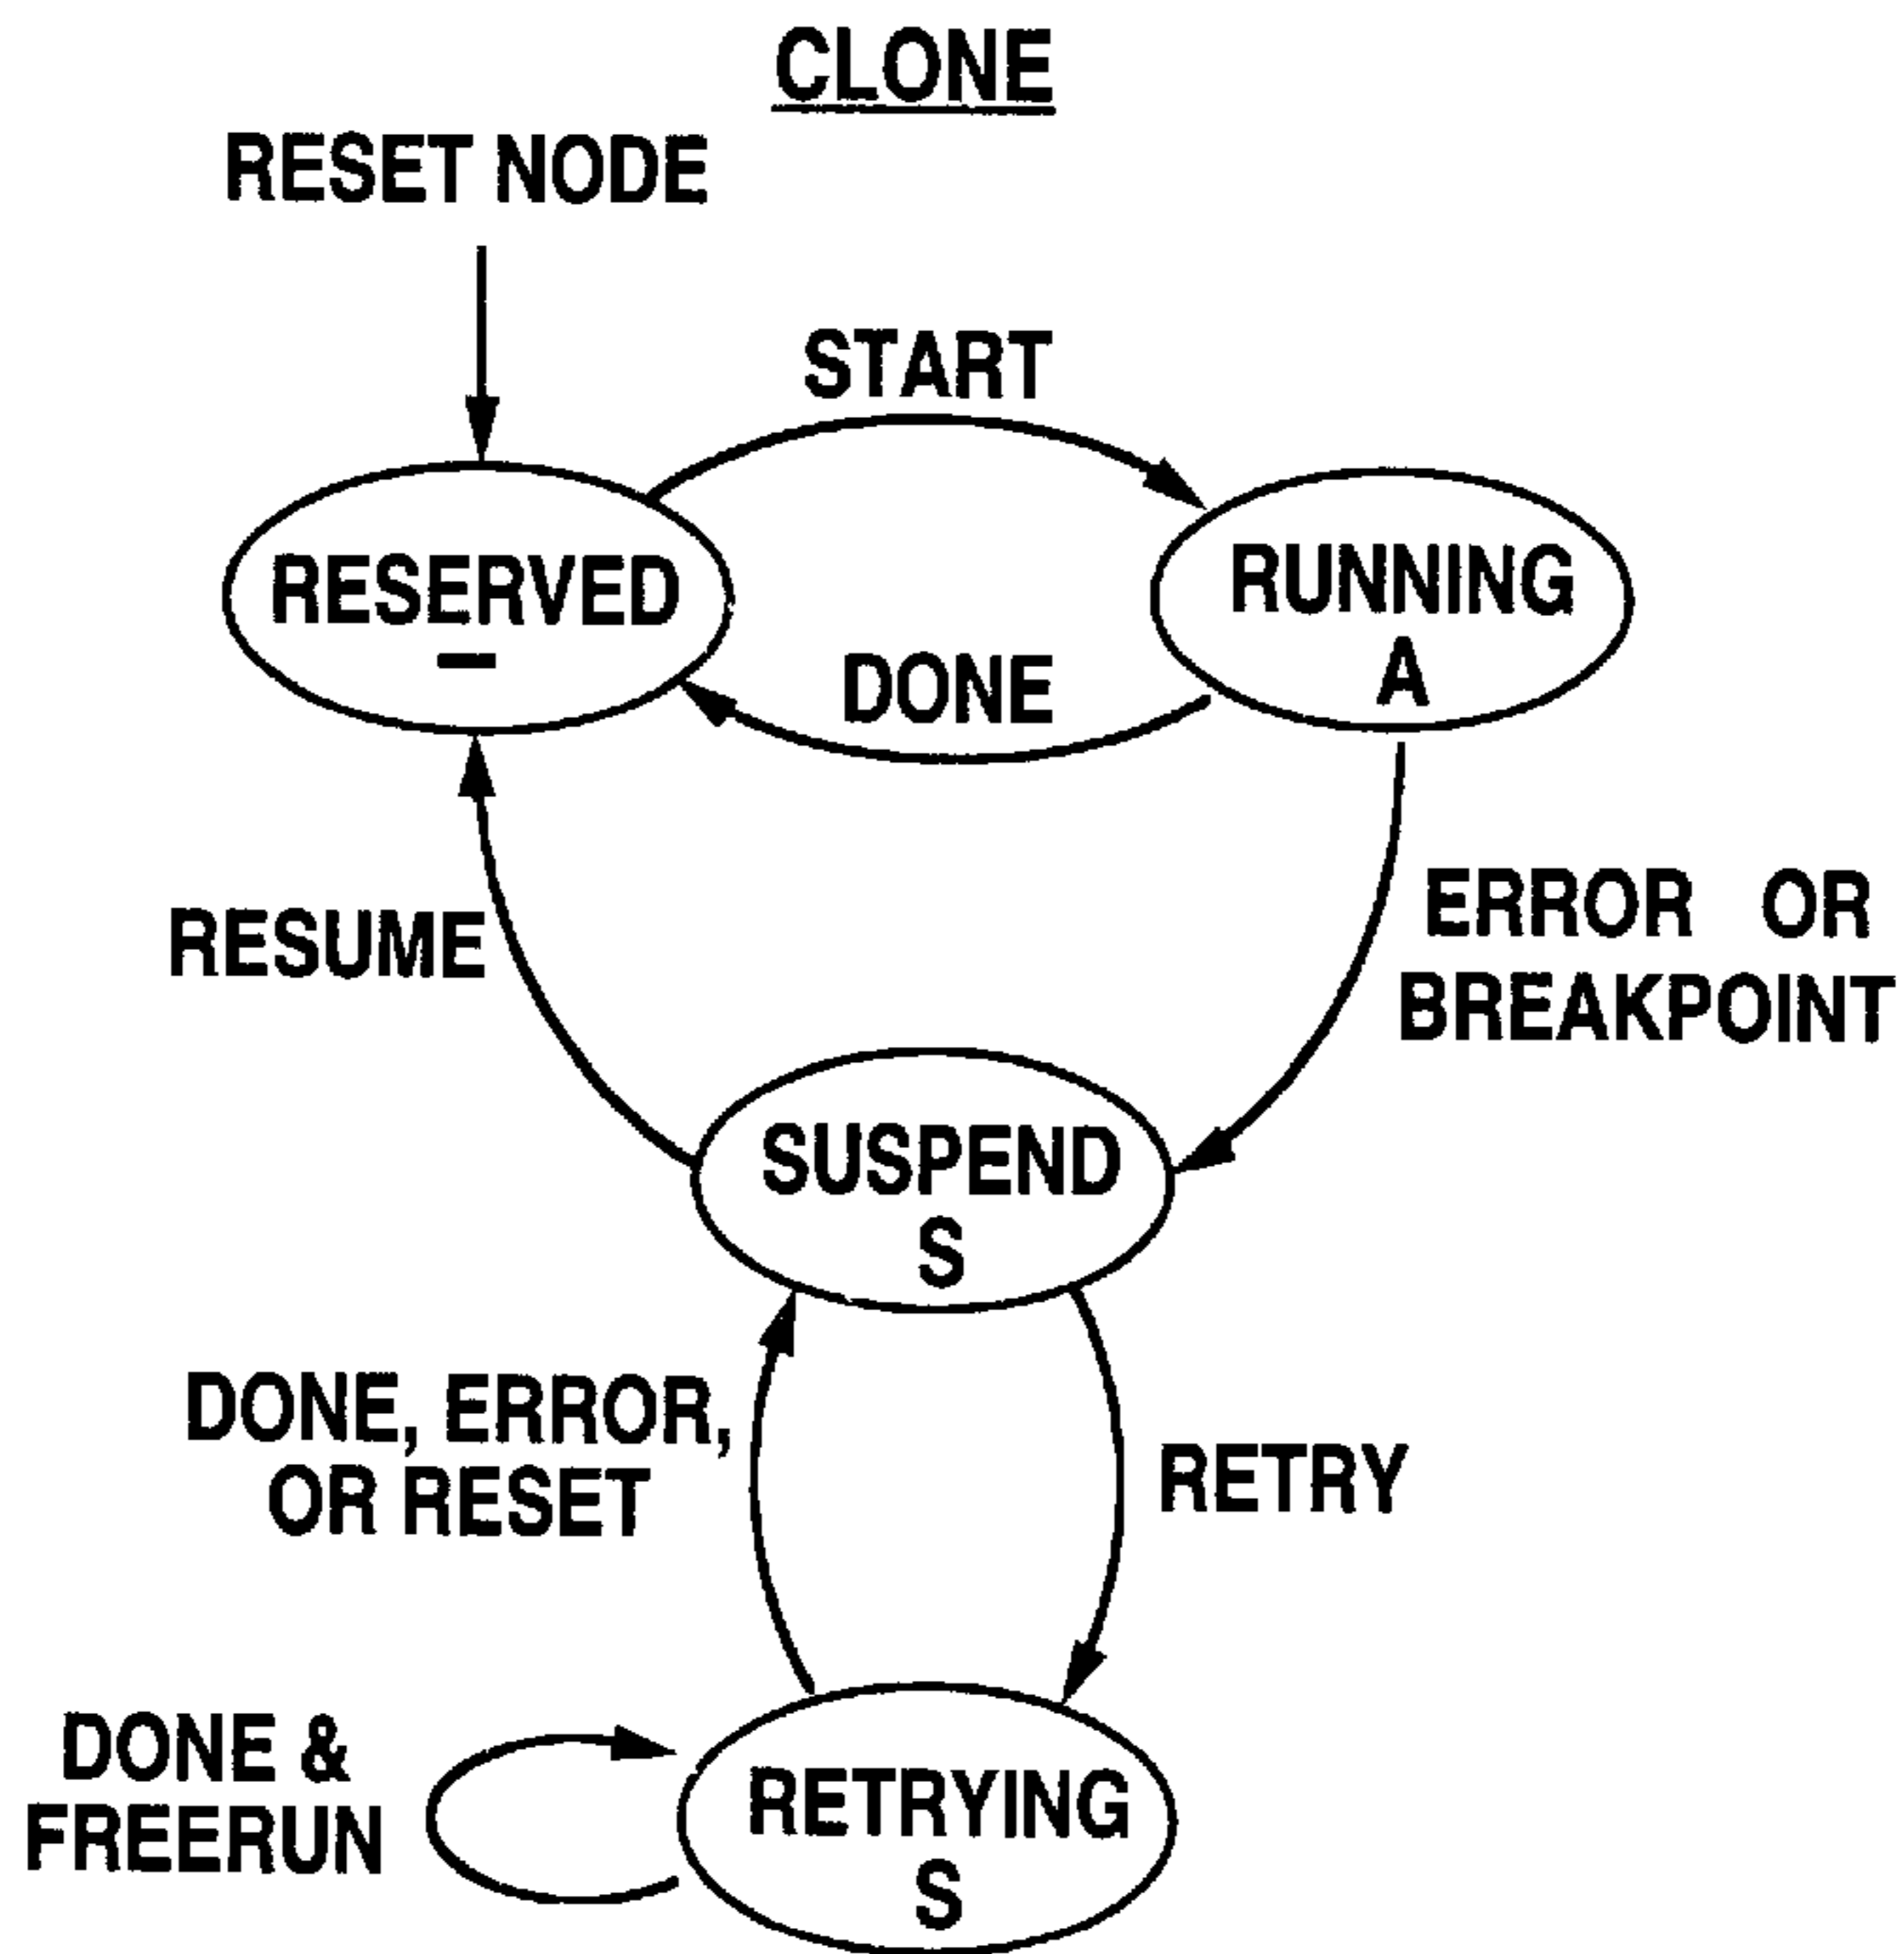 CLONE
RESET NODE
START
RESERVED
–
RUNNING
A
DONE
RESUME
ERROR OR
BREAKPOINT
SUSPEND
S
DONE, ERROR,
OR RESET
RETRY
DONE &
FREERUN
RETRYING
S